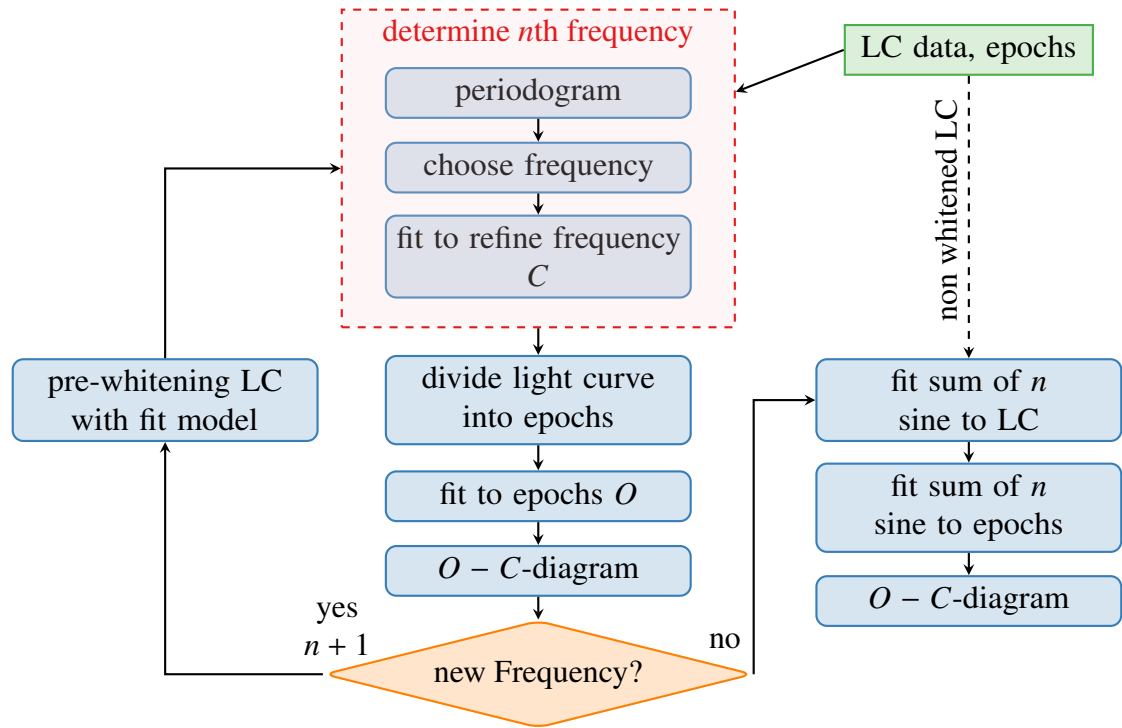 determine nth frequency
periodogram
choose frequency
fit to refine frequency
C
LC data, epochs
non whitened LC
pre-whitening LC
with fit model
divide light curve
into epochs
fit to epochs O
O − C-diagram
yes
n + 1
new Frequency?
no
fit sum of n
sine to LC
fit sum of n
sine to epochs
O − C-diagram